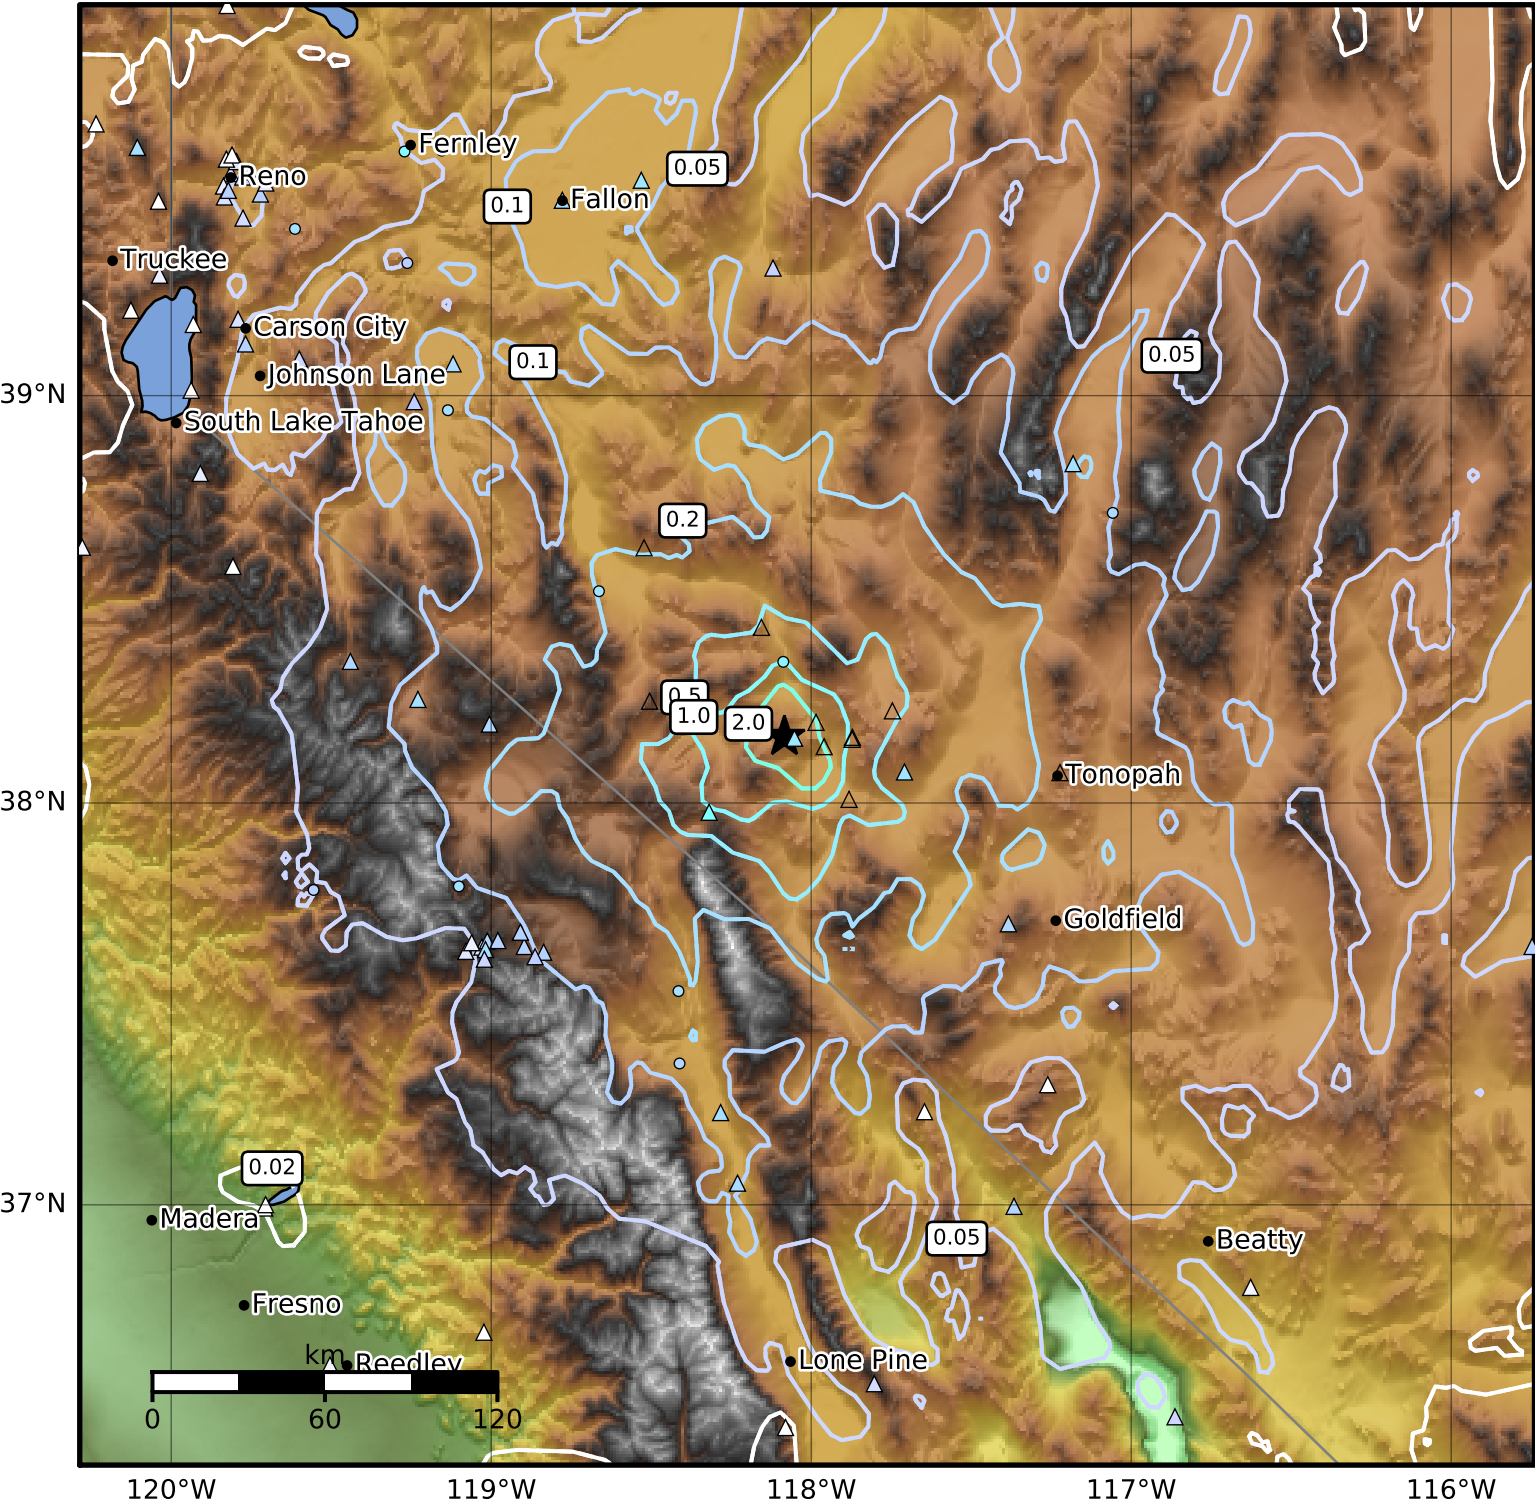 Fernley
0.05
Reno
Fallon
0.1
Truckee
Carson City
0.05
0.1
Johnson Lane
39°N
South Lake Tahoe
0.2
0.5
1.0
2.0
Tonopah
38°N
Goldfield
0.02
37°N
Madera
0.05
Beatty
Fresno
km
Reedley
Lone Pine
0
60
120
120°W
119°W
118°W
117°W
116°W